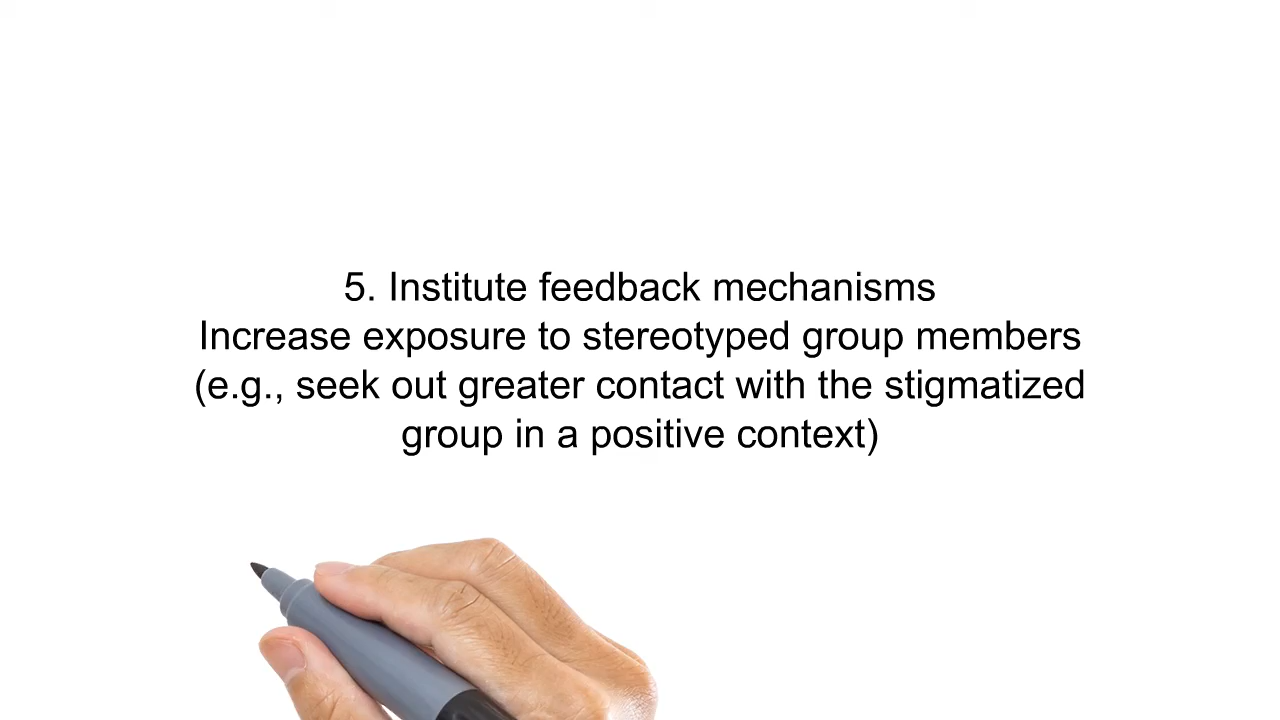 5. Institute feedback mechanisms
Increase exposure to stereotyped group members
(e.g., seek out greater contact with the stigmatized
group in a positive context)